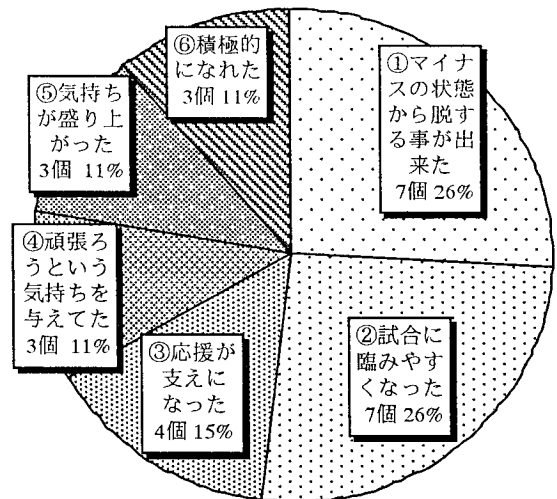 ①マイナ
スの状態
から脱す
る事が出
来た
7個 26%
②試合に
臨みやす
くなった
7個 26%
③応援が
支えに
なった
4個 15%
④頑張ろ
うという
気持ちを
与えてた
3個 11%
⑤気持ち
が盛り上
がった
3個 11%
⑥積極的
になれた
3個 11%